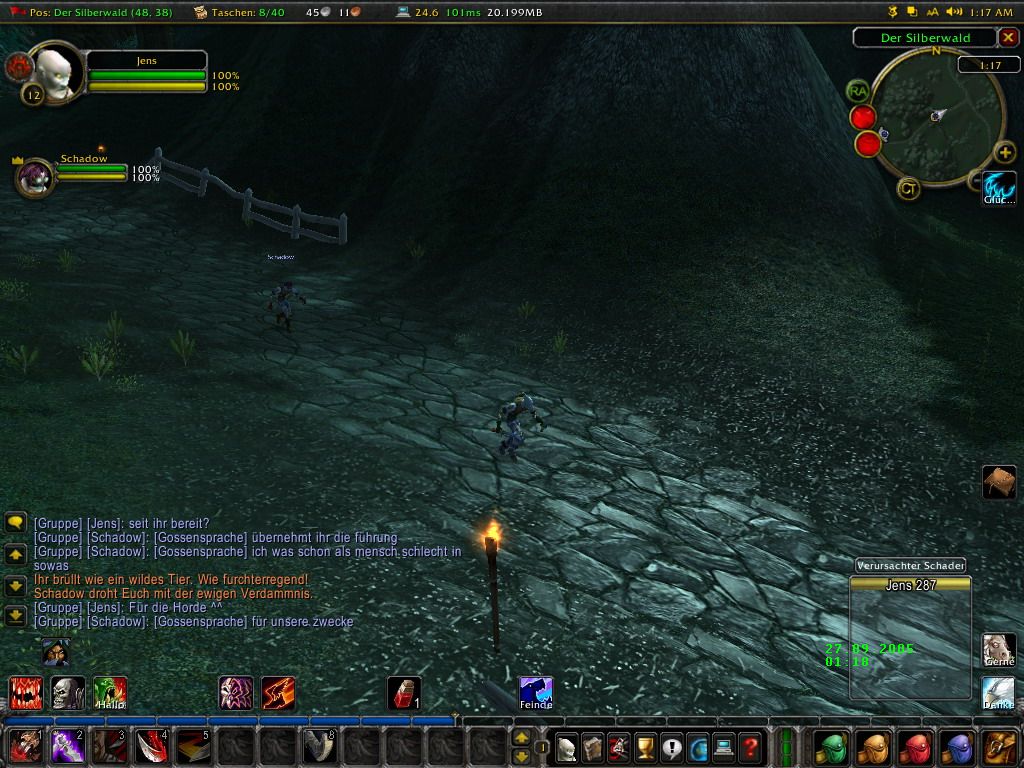 Pos: Der Silberwald (48, 38) Taschen: 8/40 45 11 24.6 101ms 20.199MB 1:17 AM
Der Silberwald
N
1:17
Jens
100%
100%
12
RA
Schadow
100%
100%
CT
Glüc...
Schadow
[Gruppe] [Jens]: seit ihr bereit?
[Gruppe] [Schadow]: [Gossensprache] übernehmt ihr die führung
[Gruppe] [Schadow]: [Gossensprache] ich was schon als mensch schlecht in
sowas
Ihr brüllt wie ein wildes Tier. Wie furchterregend!
Schadow droht Euch mit der ewigen Verdammnis.
[Gruppe] [Jens]: Für die Horde ^^
[Gruppe] [Schadow]: [Gossensprache] für unsere zwecke
Verursachter Schaden
Jens 287
27 09 2005
01:18
Gerne
Hallo
1
Feinde
Danke
2 3 4 5 8
1